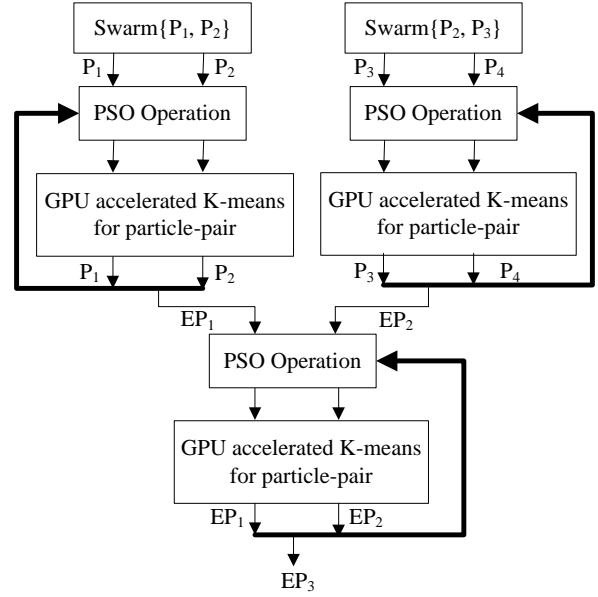 Swarm{P₁, P₂}
Swarm{P₂, P₃}
P₁
P₂
P₃
P₄
PSO Operation
PSO Operation
GPU accelerated K-means
for particle-pair
GPU accelerated K-means
for particle-pair
P₁
P₂
P₃
P₄
EP₁
EP₂
PSO Operation
GPU accelerated K-means
for particle-pair
EP₁
EP₂
EP₃